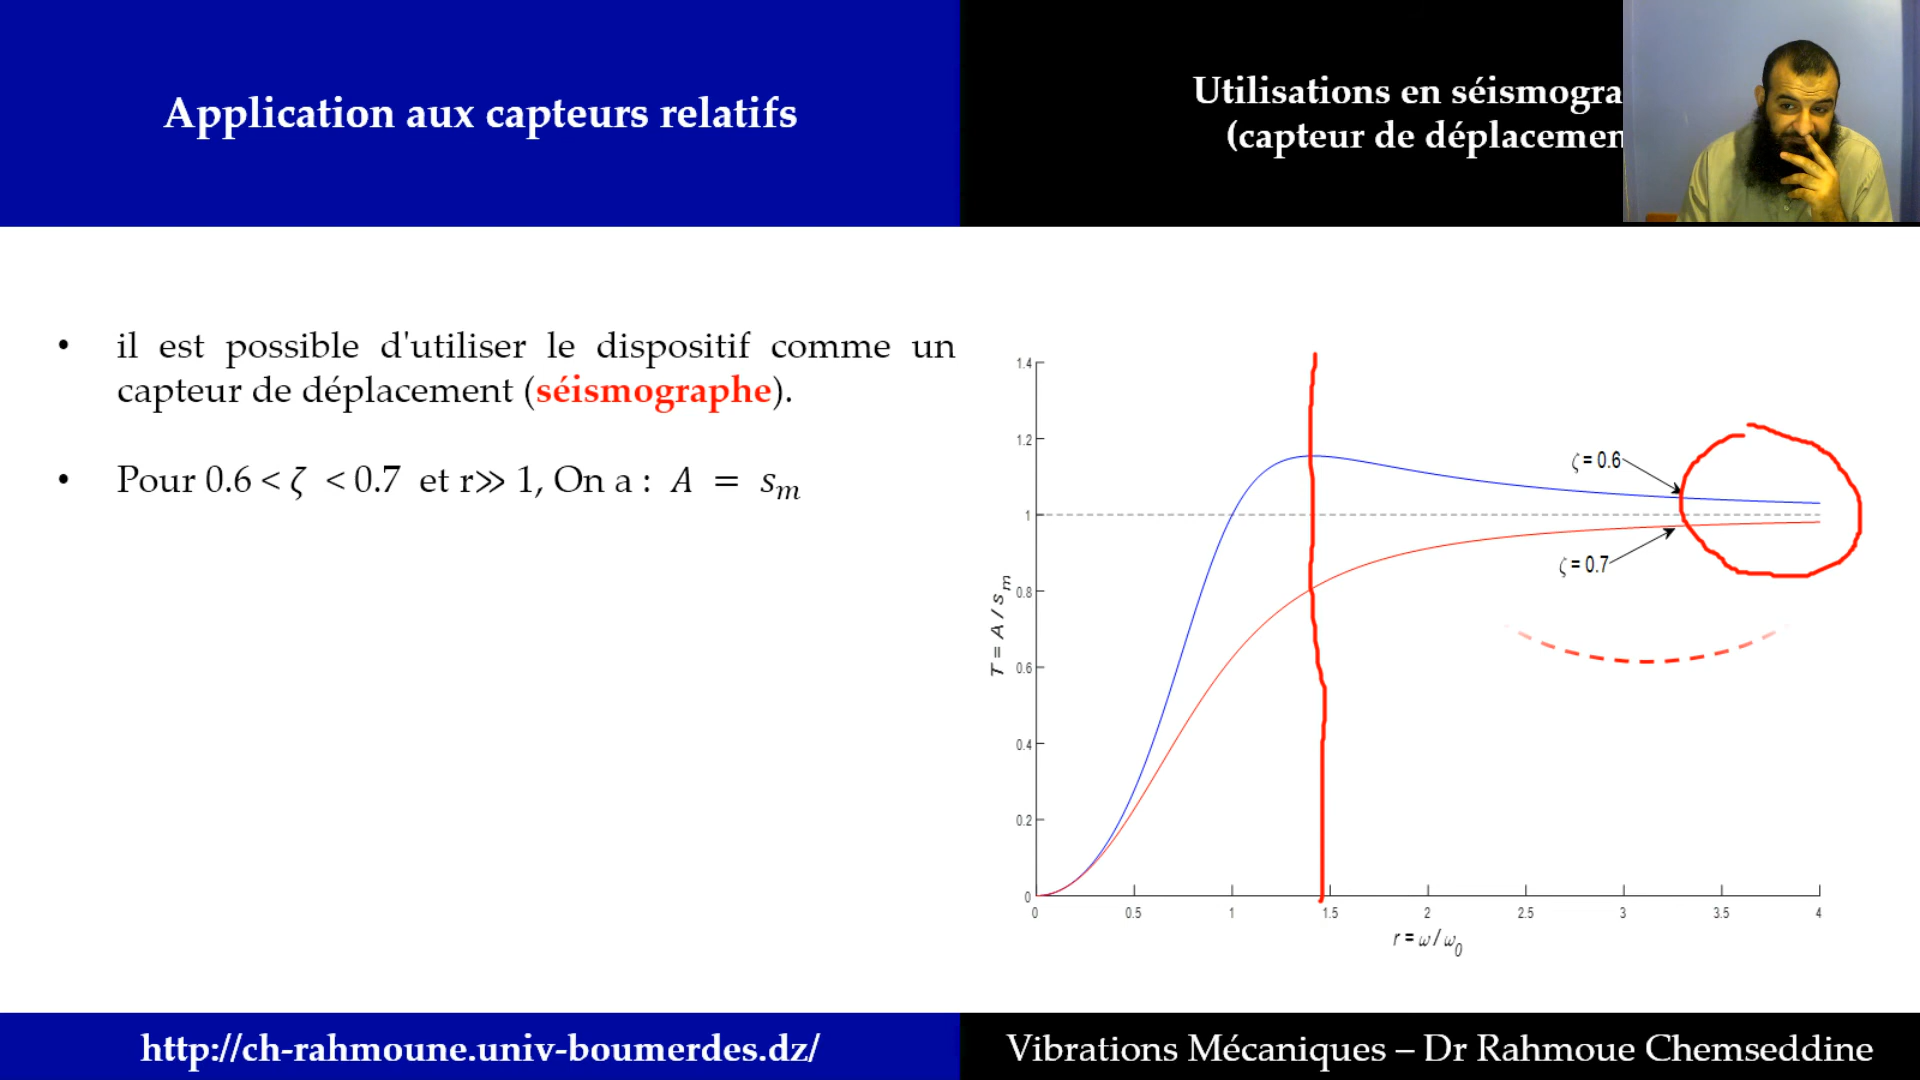 Application aux capteurs relatifs
Utilisations en séismogra
(capteur de déplacemen
• il est possible d'utiliser le dispositif comme un
capteur de déplacement (séismographe).
• Pour 0.6 < ζ < 0.7 et r≫ 1, On a : A = sₘ
1.4
1.2
1
0.8
0.6
0.4
0.2
0
T = A / sₘ
ζ = 0.6
ζ = 0.7
0 0.5 1 1.5 2 2.5 3 3.5 4
r = ω / ω₀
http://ch-rahmoune.univ-boumerdes.dz/
Vibrations Mécaniques – Dr Rahmoue Chemseddine